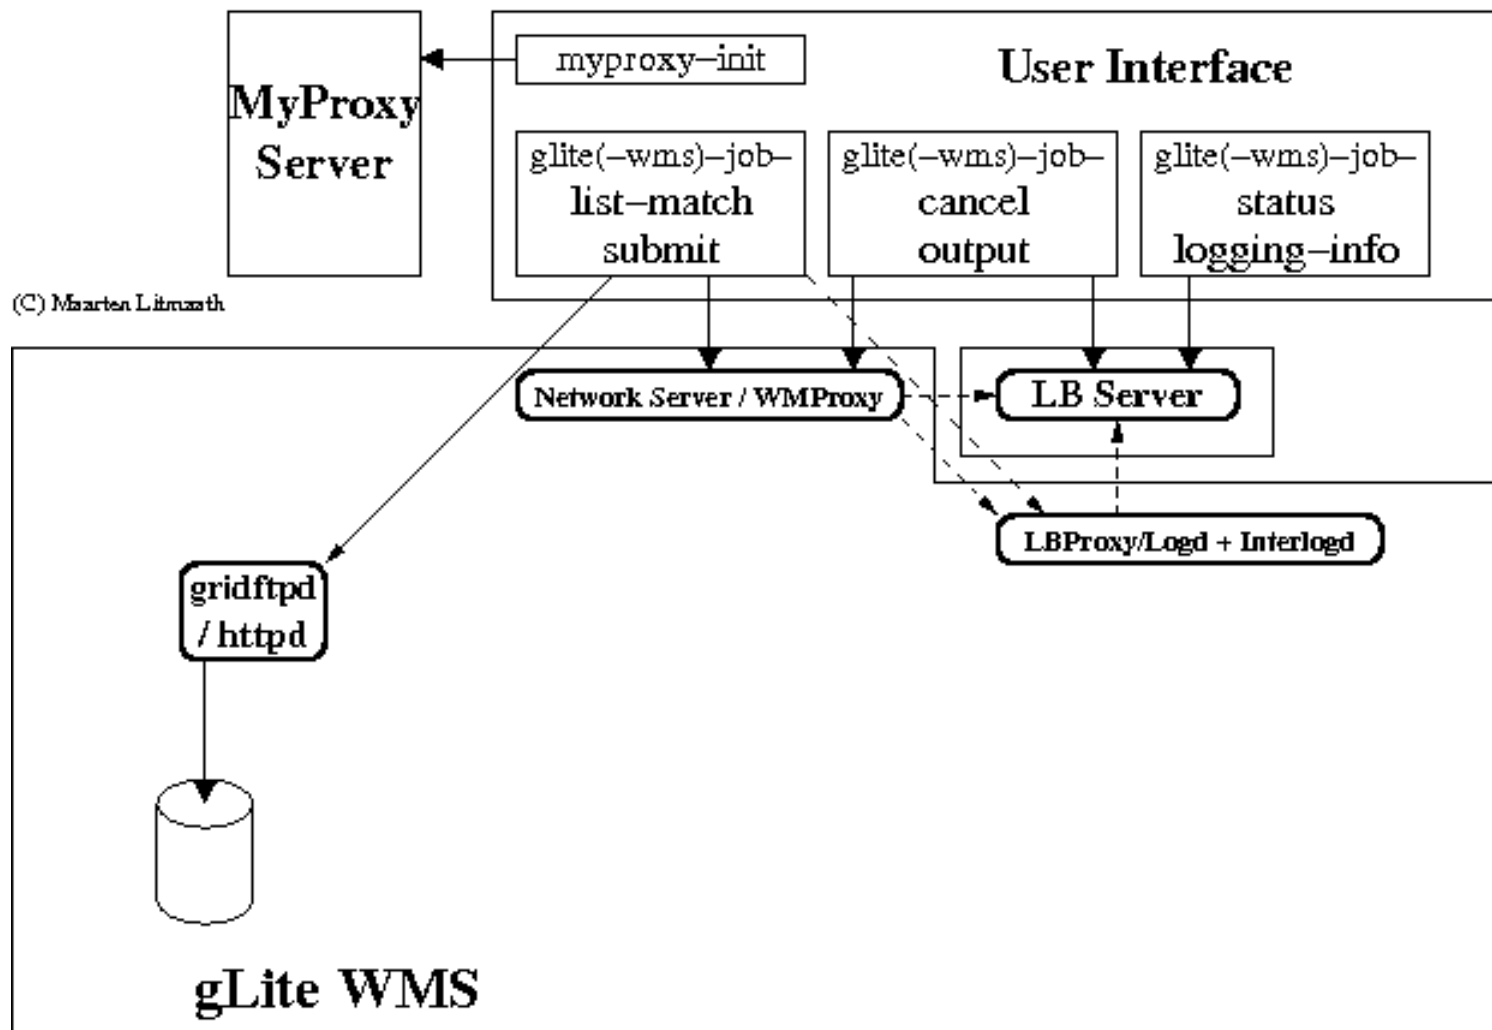 myproxy–init
User Interface
MyProxy
Server
glite(–wms)–job–
list–match
submit
glite(–wms)–job–
cancel
output
glite(–wms)–job–
status
logging–info
(C) Maarten Litmaath
Network Server / WMProxy
LB Server
LBProxy/Logd + Interlogd
gridftpd
/ httpd
gLite WMS